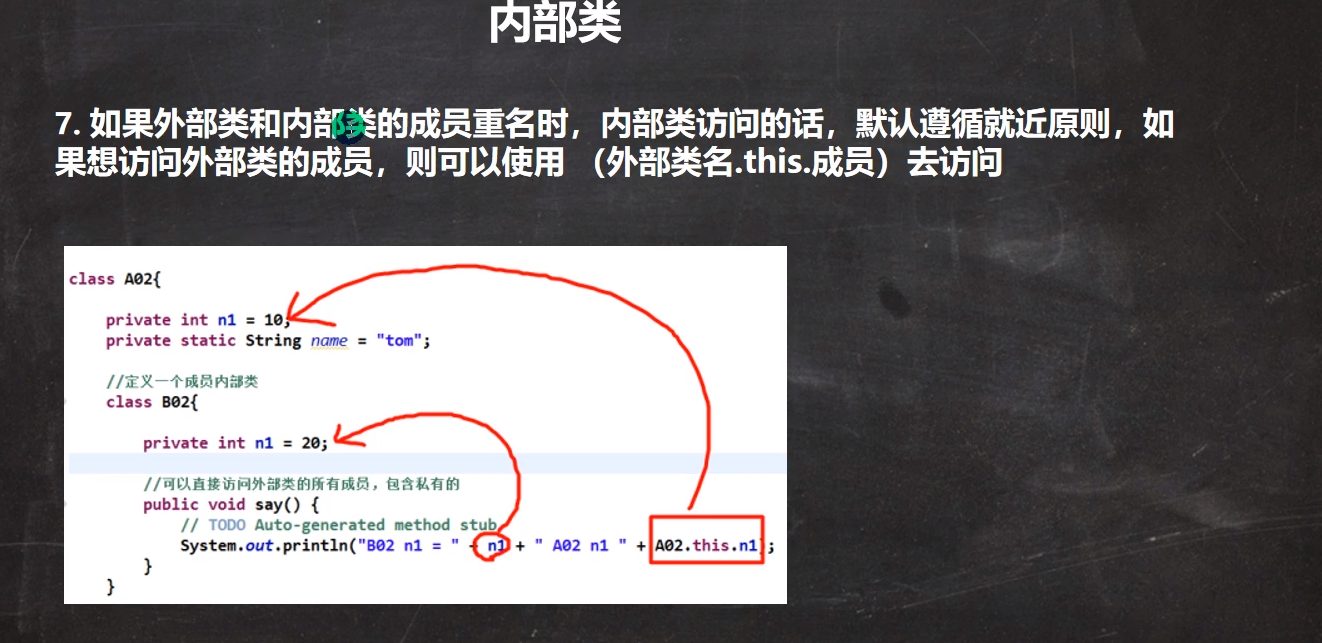 内部类
7. 如果外部类和内部类的成员重名时，内部类访问的话，默认遵循就近原则，如
果想访问外部类的成员，则可以使用 （外部类名.this.成员）去访问
class A02{
private int n1 = 10;
private static String name = "tom";
//定义一个成员内部类
class B02{
private int n1 = 20;
//可以直接访问外部类的所有成员，包含私有的
public void say() {
// TODO Auto-generated method stub
System.out.println("B02 n1 = " + n1 + " A02 n1 " + A02.this.n1);
}
}